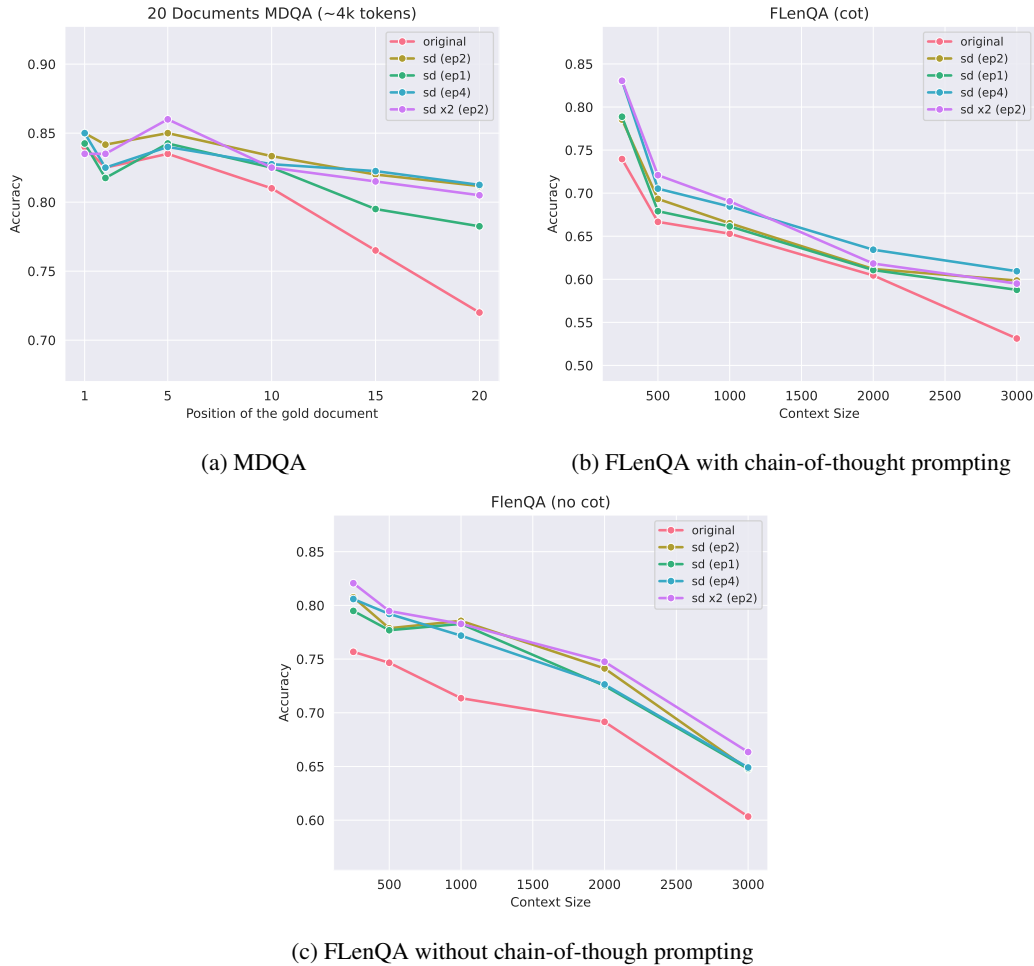 20 Documents MDQA (~4k tokens)
original
sd (ep2)
sd (ep1)
sd (ep4)
sd x2 (ep2)
0.90
0.85
0.80
0.75
0.70
Accuracy
1 5 10 15 20
Position of the gold document
(a) MDQA
FLenQA (cot)
original
sd (ep2)
sd (ep1)
sd (ep4)
sd x2 (ep2)
0.85
0.80
0.75
0.70
0.65
0.60
0.55
0.50
Accuracy
500 1000 1500 2000 2500 3000
Context Size
(b) FLenQA with chain-of-thought prompting
FlenQA (no cot)
original
sd (ep2)
sd (ep1)
sd (ep4)
sd x2 (ep2)
0.85
0.80
0.75
0.70
0.65
0.60
Accuracy
500 1000 1500 2000 2500 3000
Context Size
(c) FLenQA without chain-of-though prompting